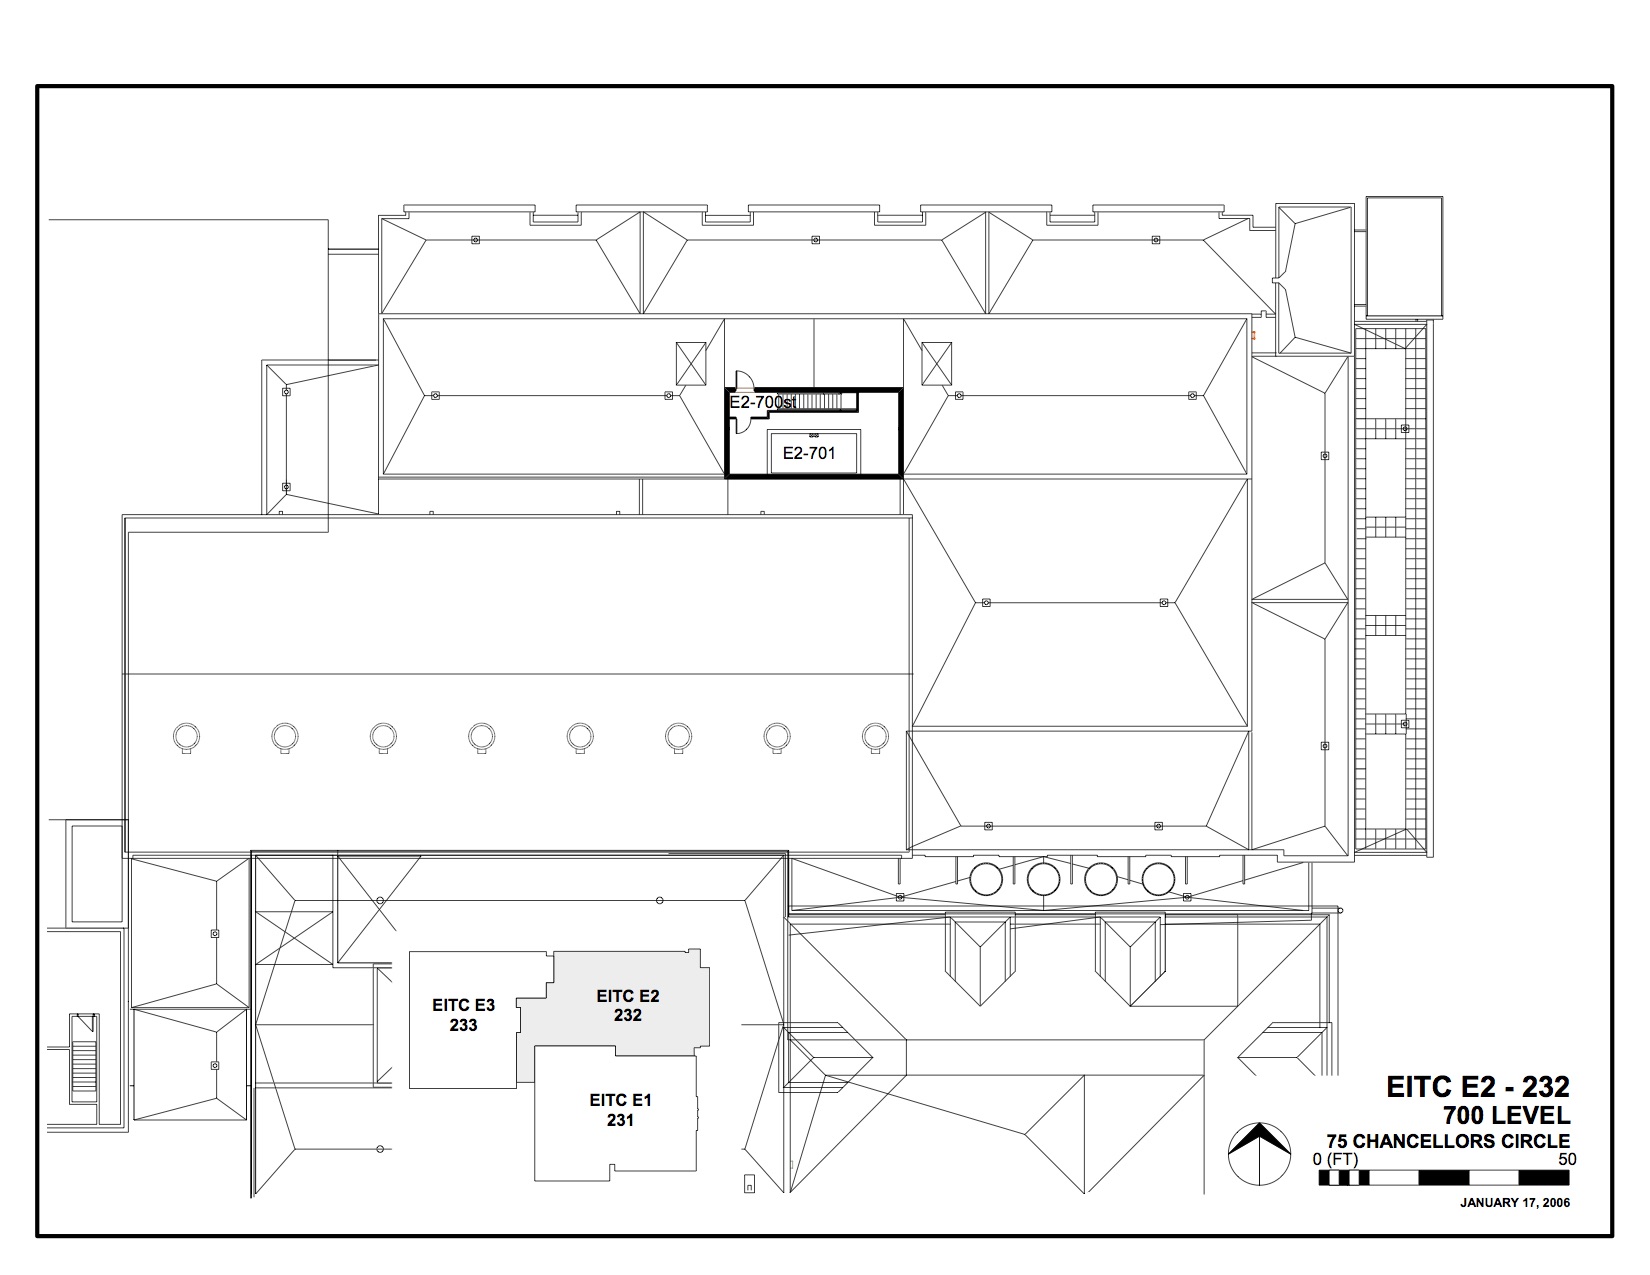 E2-700st
E2-701
EITC E3
233
EITC E2
232
EITC E1
231
EITC E2 - 232
700 LEVEL
75 CHANCELLORS CIRCLE
0 (FT) 50
JANUARY 17, 2006